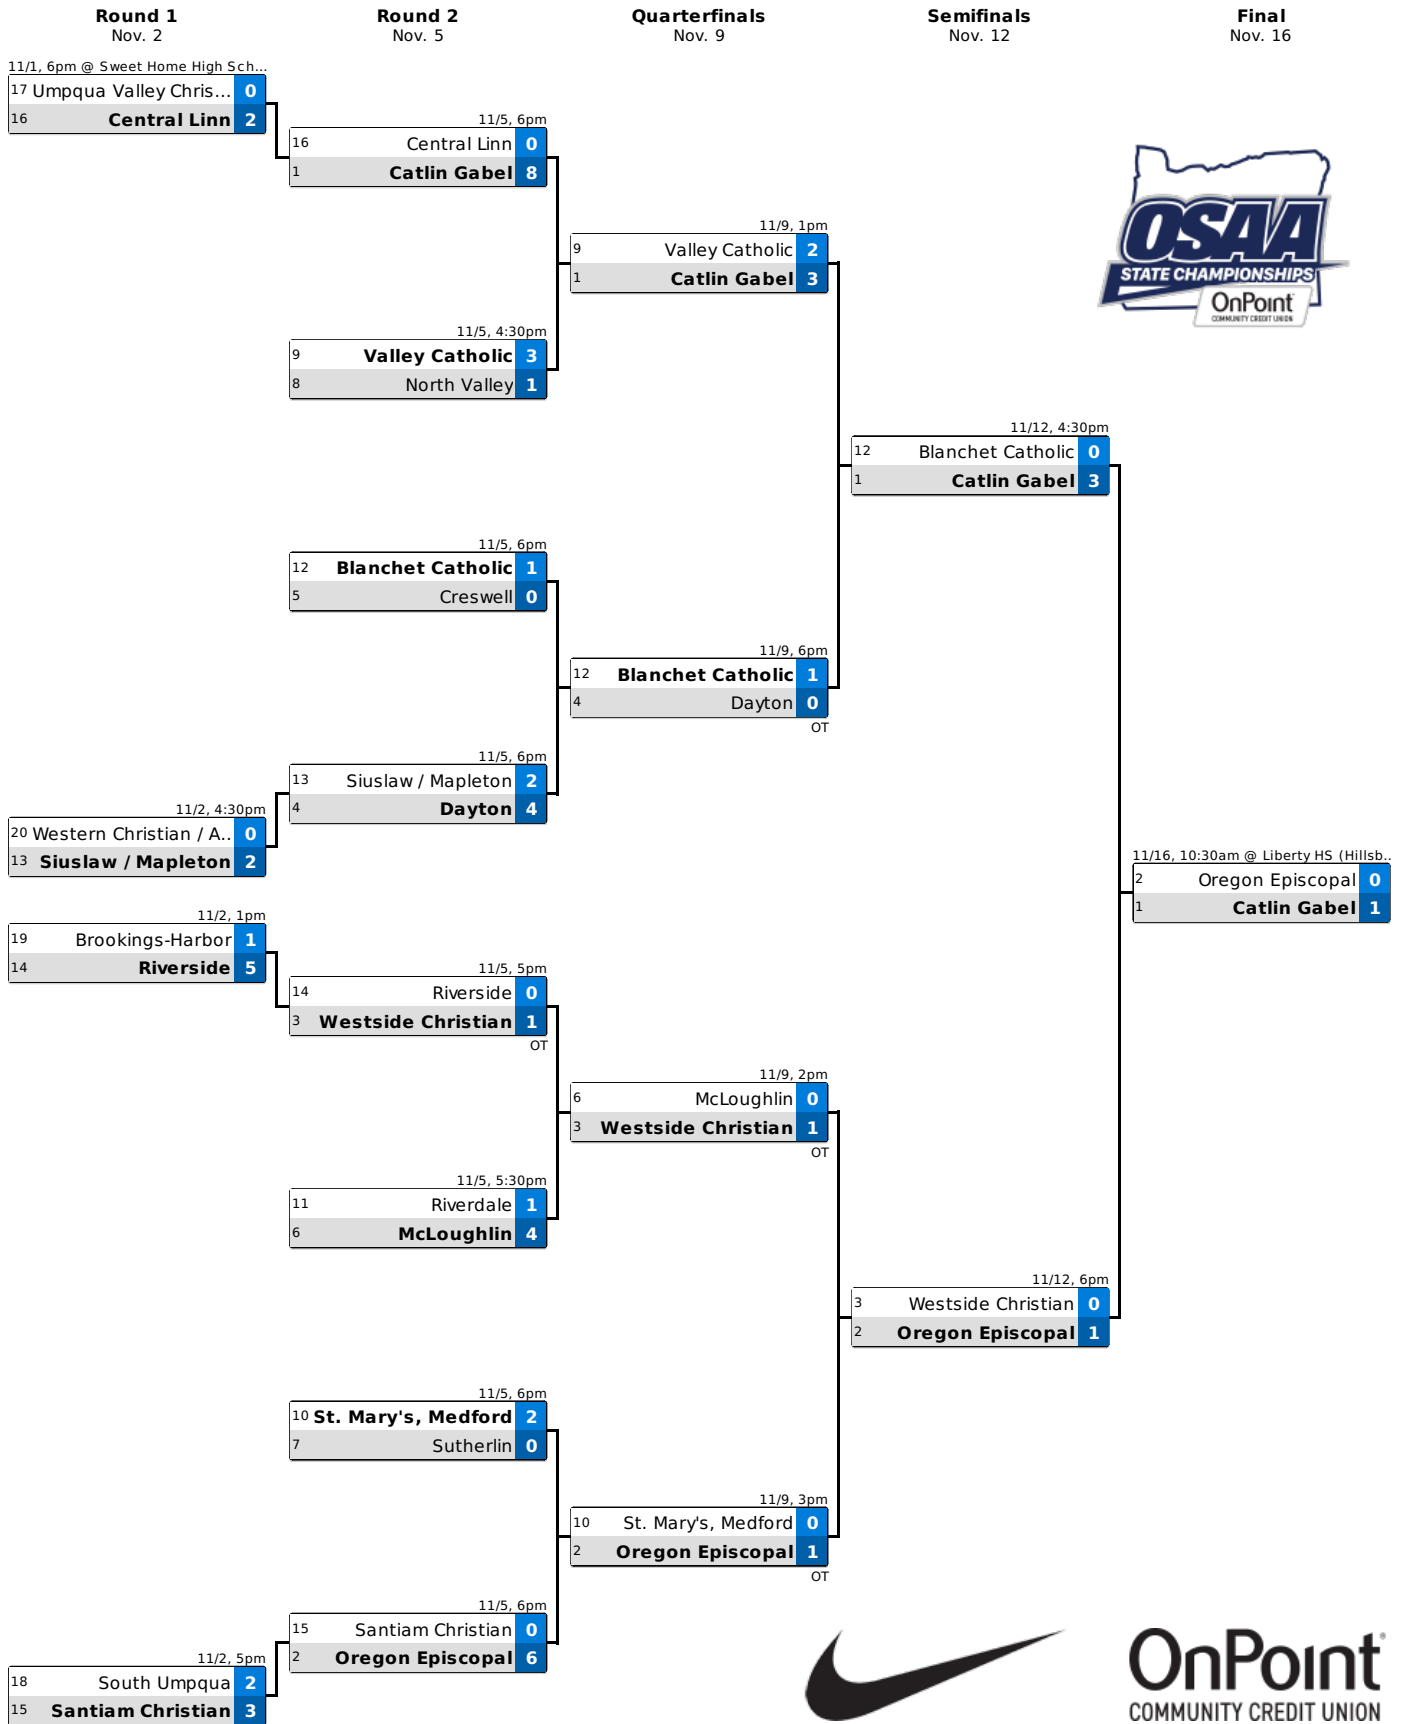 Round 1
Nov. 2
Round 2
Nov. 5
Quarterfinals
Nov. 9
Semifinals
Nov. 12
Final
Nov. 16
11/1, 6pm @ Sweet Home High Sch...
17 Umpqua Valley Chris... 0
16 Central Linn 2
11/5, 6pm
16 Central Linn 0
1 Catlin Gabel 8
11/9, 1pm
9 Valley Catholic 2
1 Catlin Gabel 3
11/5, 4:30pm
9 Valley Catholic 3
8 North Valley 1
OSAA
STATE CHAMPIONSHIPS
OnPoint
COMMUNITY CREDIT UNION
11/12, 4:30pm
12 Blanchet Catholic 0
1 Catlin Gabel 3
11/5, 6pm
12 Blanchet Catholic 1
5 Creswell 0
11/9, 6pm
12 Blanchet Catholic 1
4 Dayton 0
OT
11/5, 6pm
13 Siuslaw / Mapleton 2
4 Dayton 4
11/2, 4:30pm
20 Western Christian / A.. 0
13 Siuslaw / Mapleton 2
11/16, 10:30am @ Liberty HS (Hillsb..
2 Oregon Episcopal 0
1 Catlin Gabel 1
11/2, 1pm
19 Brookings-Harbor 1
14 Riverside 5
11/5, 5pm
14 Riverside 0
3 Westside Christian 1
OT
11/9, 2pm
6 McLoughlin 0
3 Westside Christian 1
OT
11/5, 5:30pm
11 Riverdale 1
6 McLoughlin 4
11/12, 6pm
3 Westside Christian 0
2 Oregon Episcopal 1
11/5, 6pm
10 St. Mary's, Medford 2
7 Sutherlin 0
11/9, 3pm
10 St. Mary's, Medford 0
2 Oregon Episcopal 1
OT
11/5, 6pm
15 Santiam Christian 0
2 Oregon Episcopal 6
11/2, 5pm
18 South Umpqua 2
15 Santiam Christian 3
OnPoint®
COMMUNITY CREDIT UNION